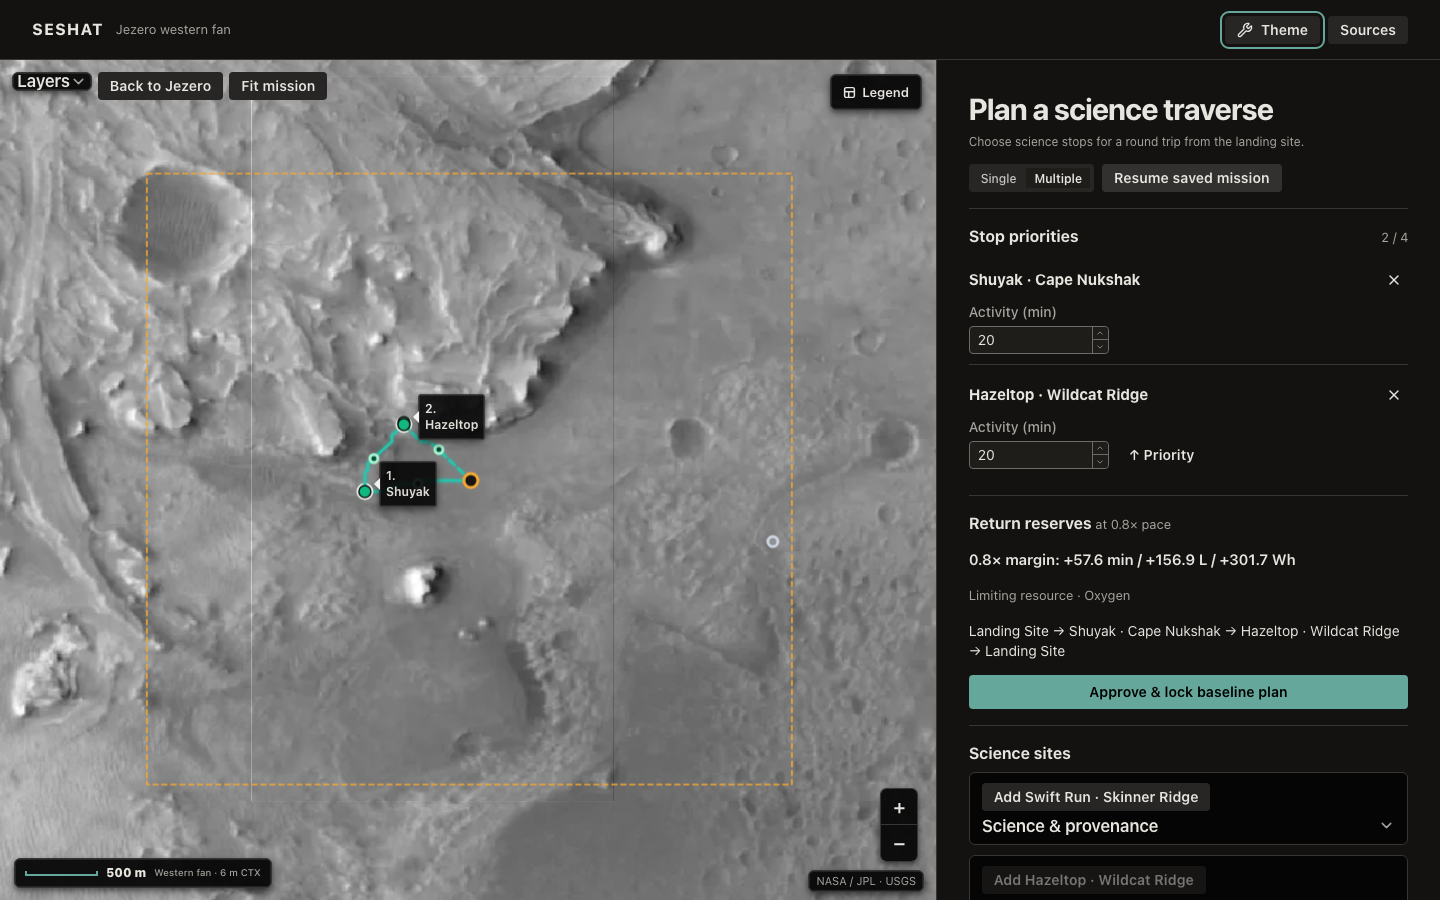 SESHAT Jezero western fan
Theme Sources
Layers Back to Jezero Fit mission
Legend
2.
Hazeltop
1.
Shuyak
500 m Western fan · 6 m CTX
+
−
NASA / JPL · USGS
Plan a science traverse
Choose science stops for a round trip from the landing site.
Single Multiple Resume saved mission
Stop priorities 2 / 4
Shuyak · Cape Nukshak
Activity (min)
20
Hazeltop · Wildcat Ridge
Activity (min)
20 ↑ Priority
Return reserves at 0.8× pace
0.8× margin: +57.6 min / +156.9 L / +301.7 Wh
Limiting resource · Oxygen
Landing Site → Shuyak · Cape Nukshak → Hazeltop · Wildcat Ridge
→ Landing Site
Approve & lock baseline plan
Science sites
Add Swift Run · Skinner Ridge
Science & provenance
Add Hazeltop · Wildcat Ridge